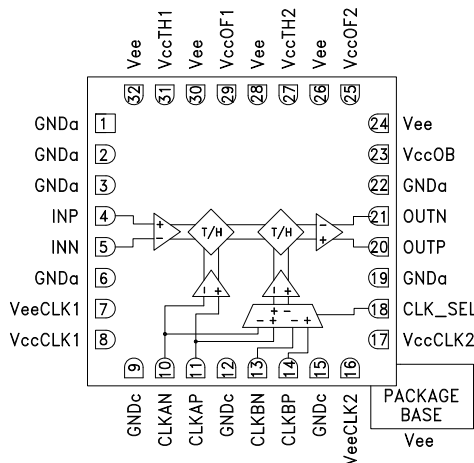 Vee VccTH1 Vee VccOF1 Vee VccTH2 Vee VccOF2
32 31 30 29 28 27 26 25
GNDa 1
GNDa 2
GNDa 3
INP 4
INN 5
GNDa 6
VeeCLK1 7
VccCLK1 8
24 Vee
23 VccOB
22 GNDa
21 OUTN
20 OUTP
19 GNDa
18 CLK_SEL
17 VccCLK2
+ −
T/H
T/H
− +
− +
− +
+ −
− + − +
9 10 11 12 13 14 15 16
GNDc CLKAN CLKAP GNDc CLKBN CLKBP GNDc VeeCLK2
PACKAGE
BASE
Vee